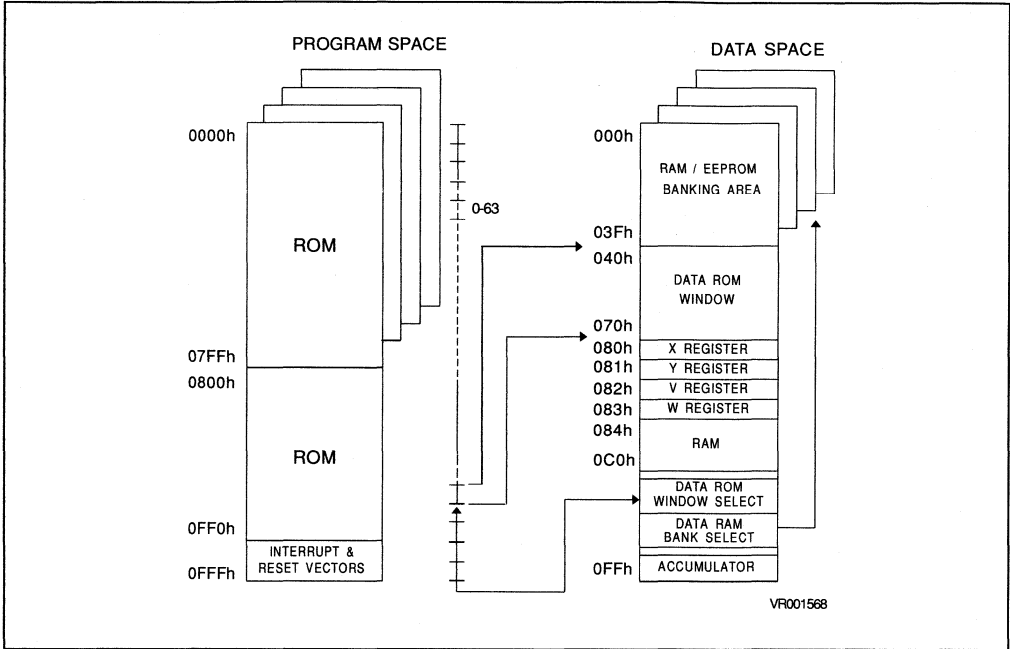 PROGRAM SPACE
0000h
ROM
07FFh
0800h
ROM
0FF0h
INTERRUPT &
RESET VECTORS
0FFFh
0-63
DATA SPACE
000h
RAM / EEPROM
BANKING AREA
03Fh
040h
DATA ROM
WINDOW
070h
080h
X REGISTER
081h
Y REGISTER
082h
V REGISTER
083h
W REGISTER
084h
RAM
0C0h
DATA ROM
WINDOW SELECT
DATA RAM
BANK SELECT
0FFh
ACCUMULATOR
VR001568